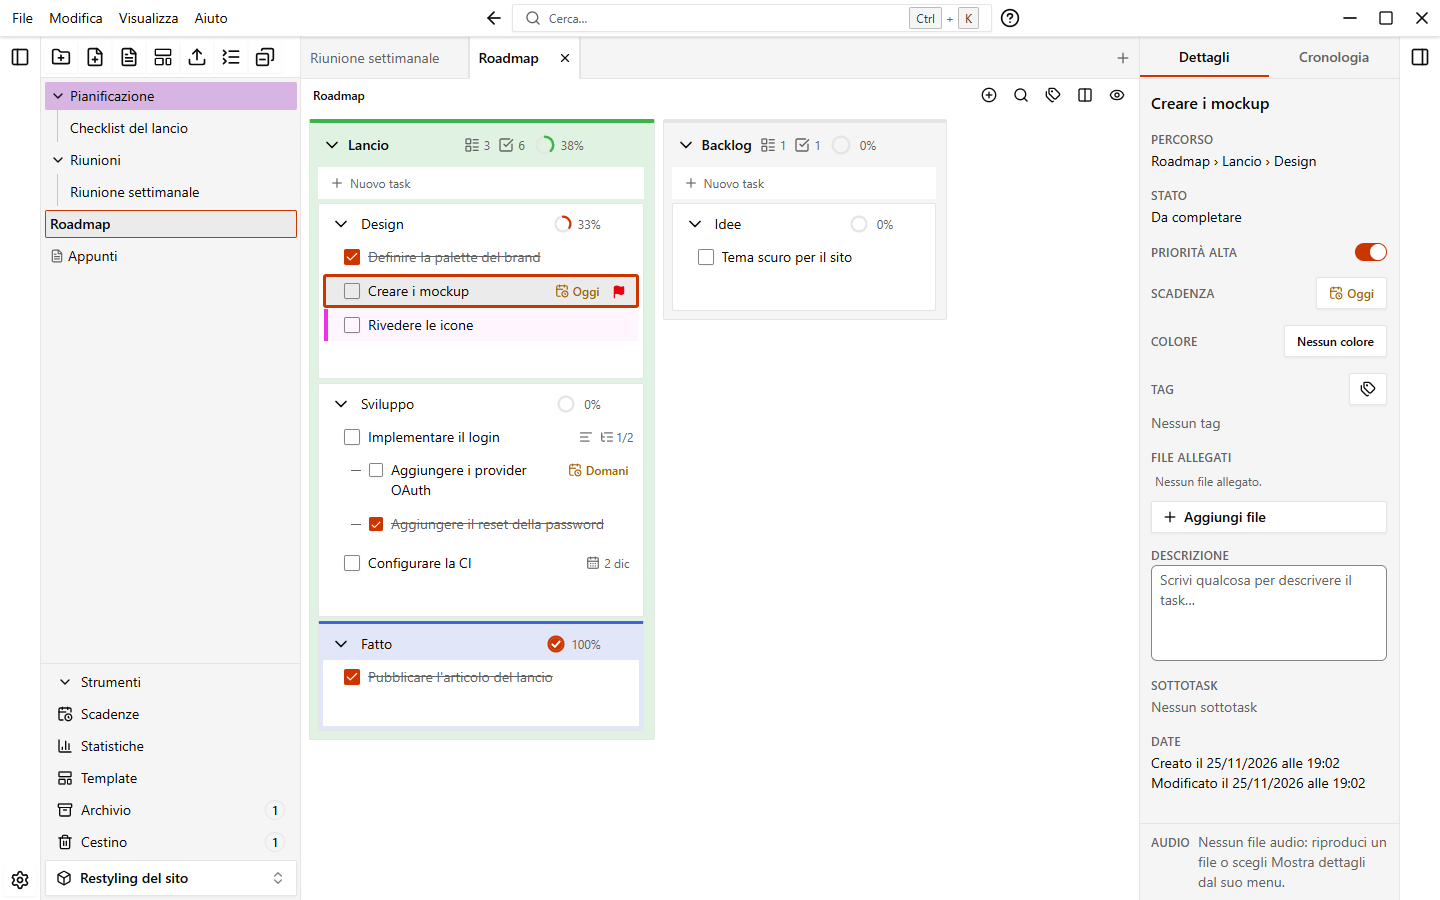 File Modifica Visualizza Aiuto
Cerca... Ctrl + K
Pianificazione
Checklist del lancio
Riunioni
Riunione settimanale
Roadmap
Appunti
Strumenti
Scadenze
Statistiche
Template
Archivio 1
Cestino 1
Restyling del sito
Riunione settimanale Roadmap
Roadmap
Lancio 3 6 38%
Nuovo task
Design 33%
Definire la palette del brand
Creare i mockup Oggi
Rivedere le icone
Sviluppo 0%
Implementare il login 1/2
Aggiungere i provider Domani
OAuth
Aggiungere il reset della password
Configurare la CI 2 dic
Fatto 100%
Pubblicare l'articolo del lancio
Backlog 1 1 0%
Nuovo task
Idee 0%
Tema scuro per il sito
Dettagli Cronologia
Creare i mockup
PERCORSO
Roadmap › Lancio › Design
STATO
Da completare
PRIORITÀ ALTA
SCADENZA Oggi
COLORE Nessun colore
TAG
Nessun tag
FILE ALLEGATI
Nessun file allegato.
Aggiungi file
DESCRIZIONE
Scrivi qualcosa per descrivere il
task...
SOTTOTASK
Nessun sottotask
DATE
Creato il 25/11/2026 alle 19:02
Modificato il 25/11/2026 alle 19:02
AUDIO Nessun file audio: riproduci un
file o scegli Mostra dettagli
dal suo menu.